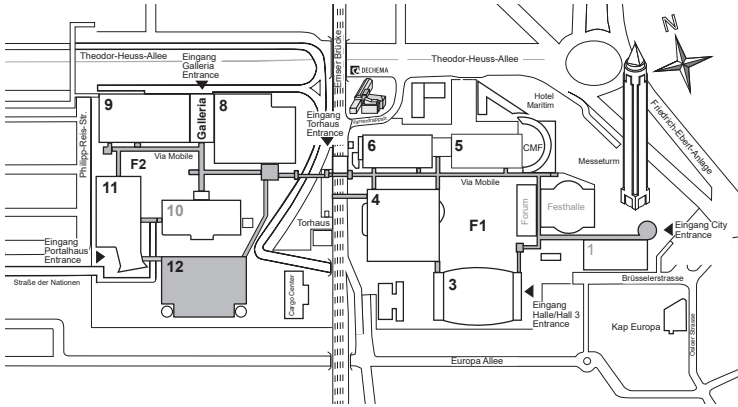 Theodor-Heuss-Allee
Eingang
Galleria
Entrance
Emser Brücke
DECHEMA
Theodor-Heuss-Allee
N
Hotel
Maritim
Friedrich-Ebert-Anlage
Philipp-Reis-Str.
9
Galleria
8
Eingang
Torhaus
Entrance
6
5
CMF
Messeturm
F2
Via Mobile
Via Mobile
11
10
4
F1
Forum
Festhalle
Torhaus
Eingang City
Entrance
Eingang
Portalhaus
Entrance
12
1
Straße der Nationen
Cargo Center
3
Brüsselerstrasse
Eingang
Halle/Hall 3
Entrance
Kap Europa
Osloer Strasse
Europa Allee